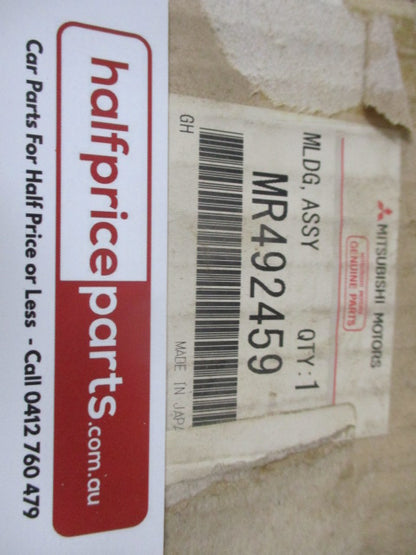 MITSUBISHI MOTORS
GENUINE PARTS
MLDG, ASSY QTY:1
MR492459
GH MADE IN JAPA
halfpriceparts.com.au
Car Parts For Half Price or Less - Call 0412 760 479